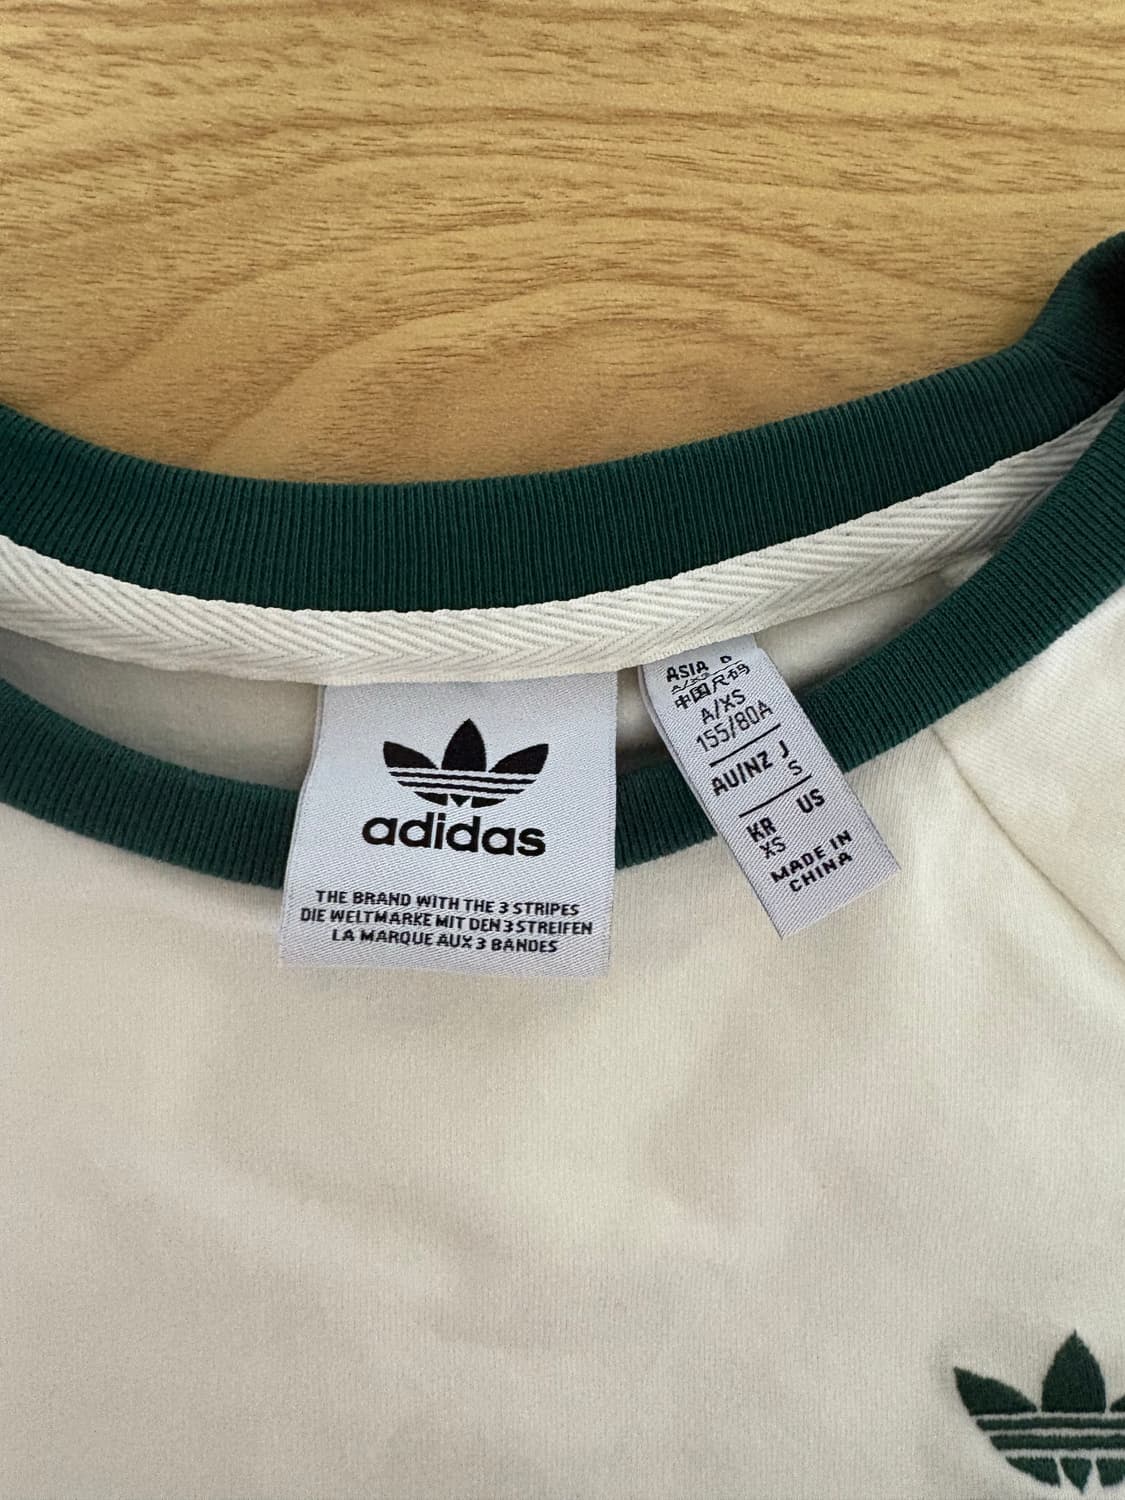 adidas
THE BRAND WITH THE 3 STRIPES
DIE WELTMARKE MIT DEN 3 STREIFEN
LA MARQUE AUX 3 BANDES
ASIA
中国尺码
A/XS
155/80A
AU/NZ J
S
KR US
XS
MADE IN
CHINA